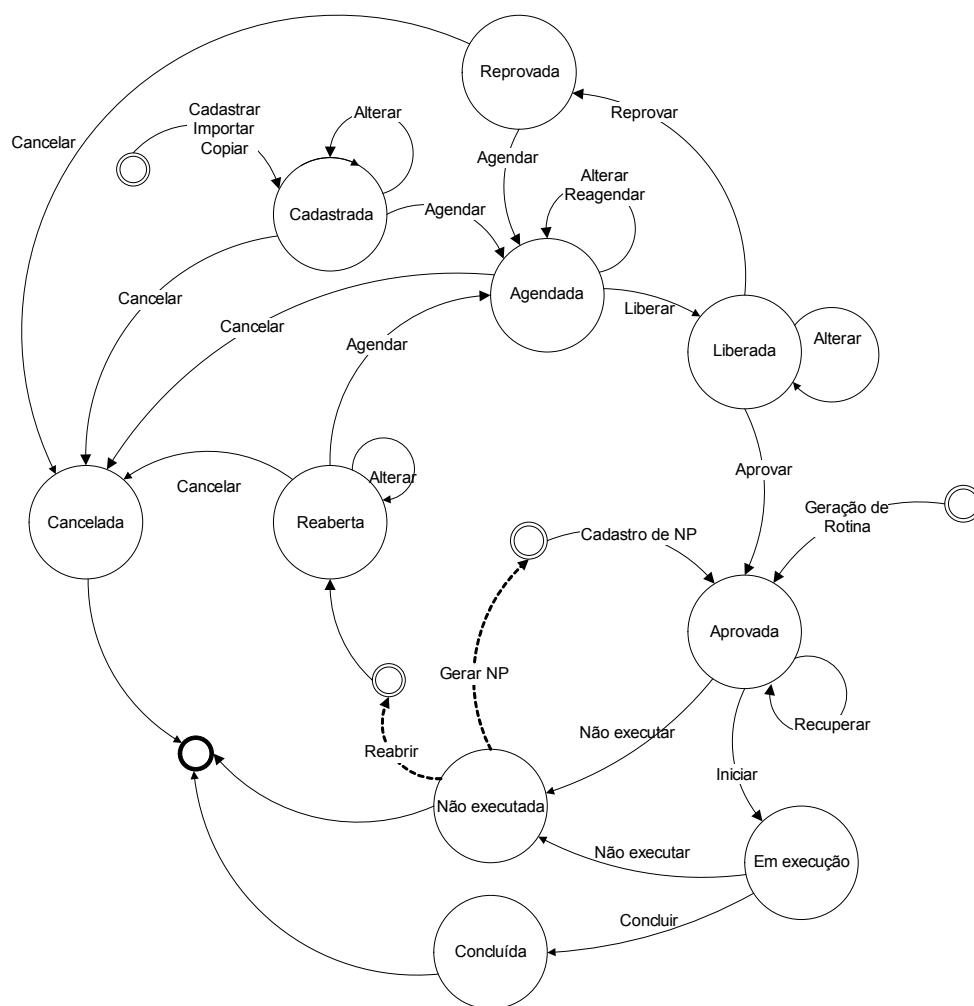 Reprovada
Cadastrar
Importar
Copiar
Alterar
Reprovar
Cancelar
Agendar
Alterar
Reagendar
Cadastrada
Agendar
Cancelar
Agendada
Liberar
Cancelar
Agendar
Liberada
Alterar
Aprovar
Cancelar
Alterar
Cancelada
Reaberta
Cadastro de NP
Geração de
Rotina
Aprovada
Gerar NP
Recuperar
Não executar
Reabrir
Iniciar
Não executada
Não executar
Em execução
Concluir
Concluída